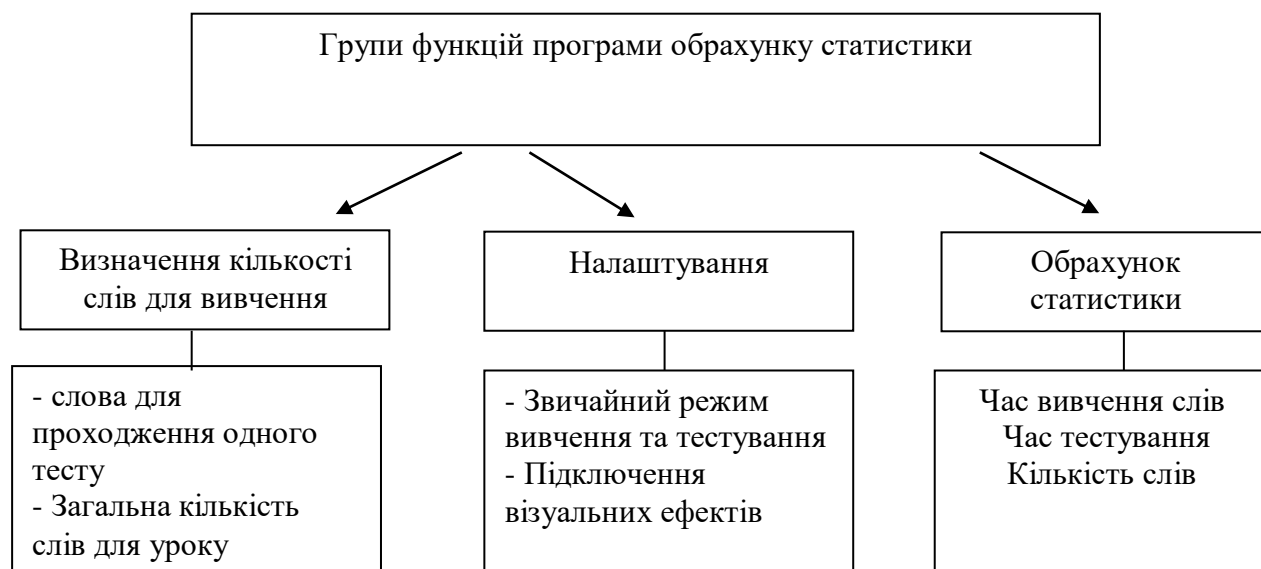 Групи функцій програми обрахунку статистики
Визначення кількості
слів для вивчення
Налаштування
Обрахунок
статистики
- слова для
проходження одного
тесту
- Загальна кількість
слів для уроку
- Звичайний режим
вивчення та тестування
- Підключення
візуальних ефектів
Час вивчення слів
Час тестування
Кількість слів